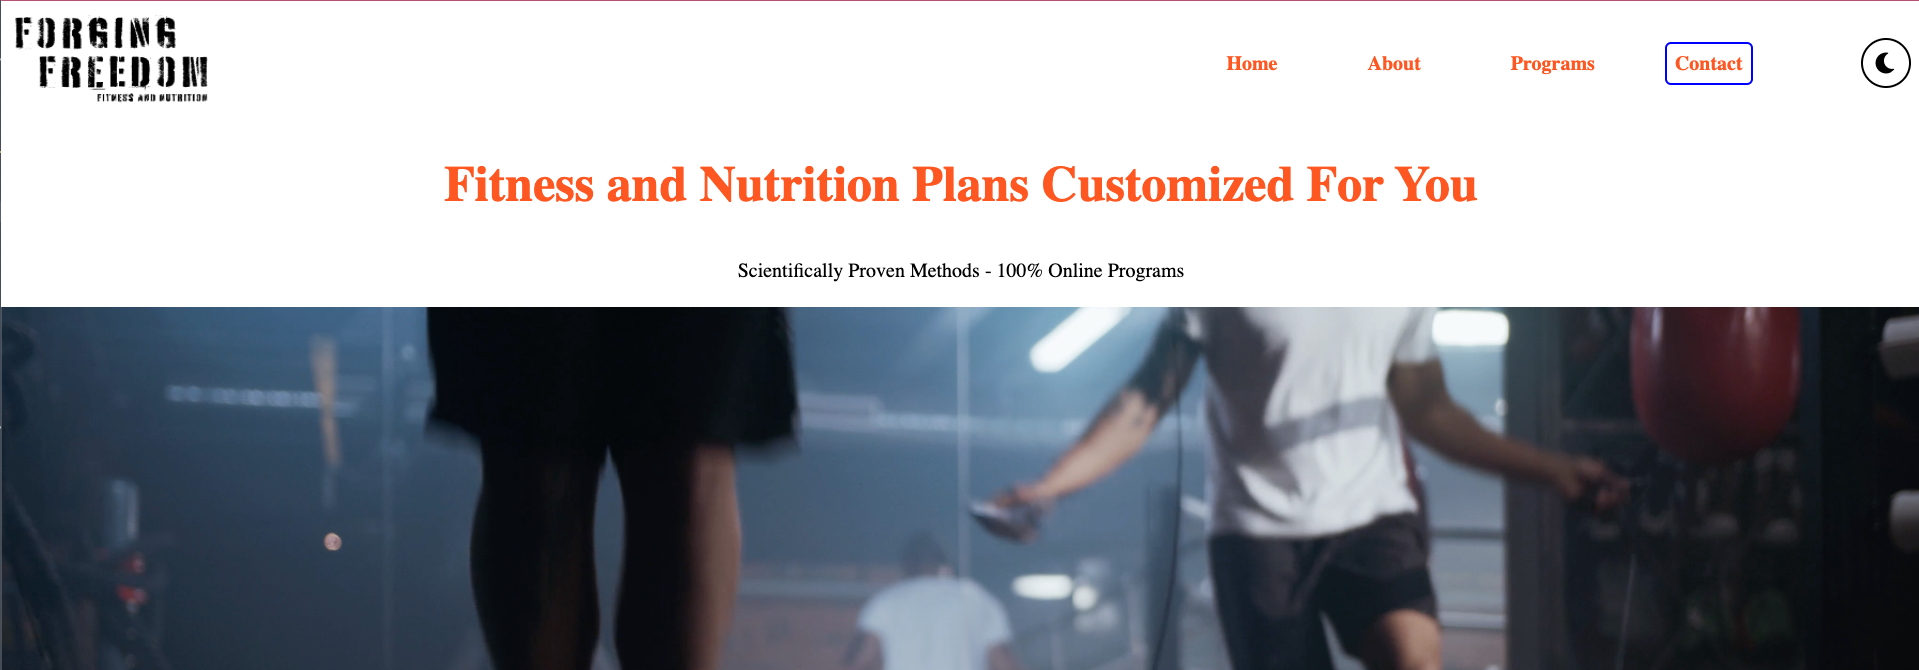 FORGING
FREEDOM
FITNESS AND NUTRITION
Home About Programs Contact
Fitness and Nutrition Plans Customized For You
Scientifically Proven Methods - 100% Online Programs